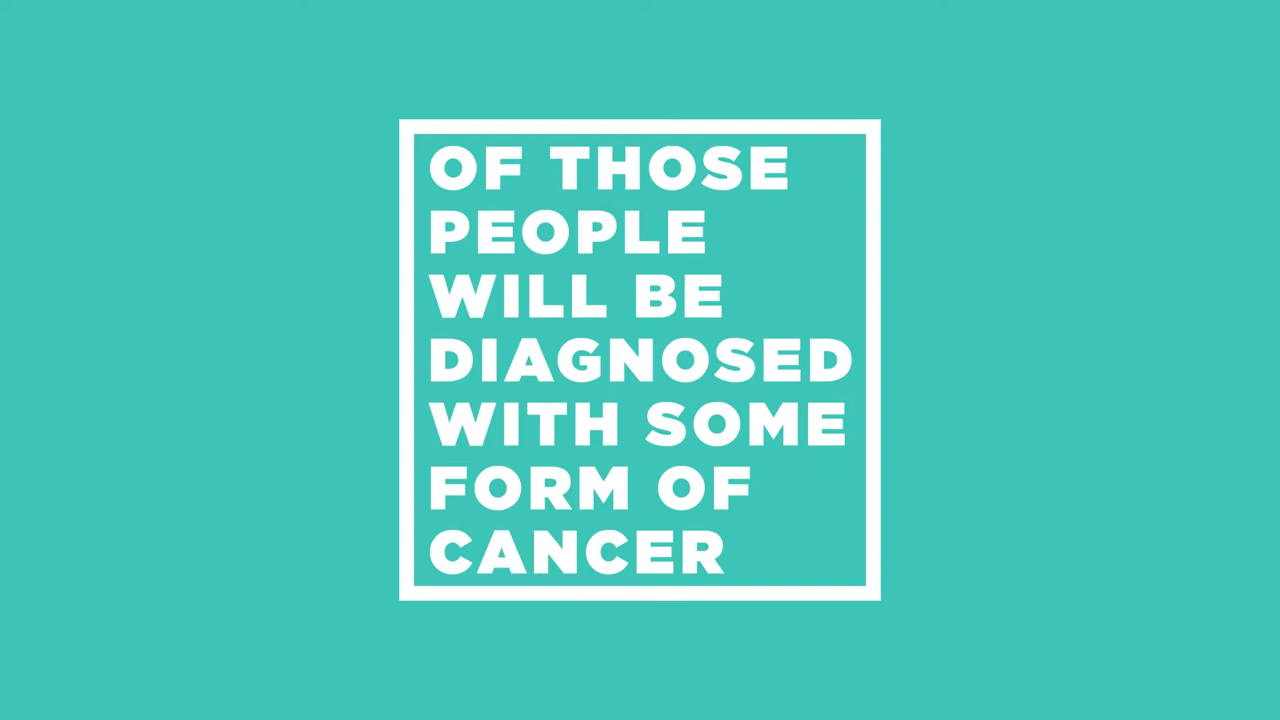 OF THOSE
PEOPLE
WILL BE
DIAGNOSED
WITH SOME
FORM OF
CANCER